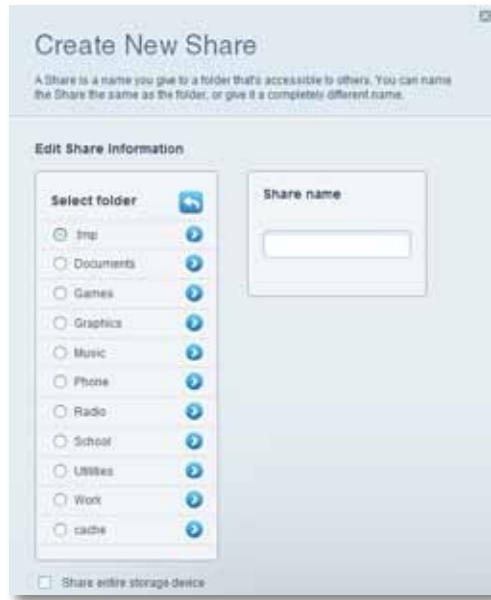 Create New Share
A Share is a name you give to a folder that's accessible to others. You can name
the Share the same as the folder, or give it a completely different name.
Edit Share Information
Select folder
tmp
Documents
Games
Graphics
Music
Phone
Radio
School
Utilities
Work
cache
Share name
Share entire storage device